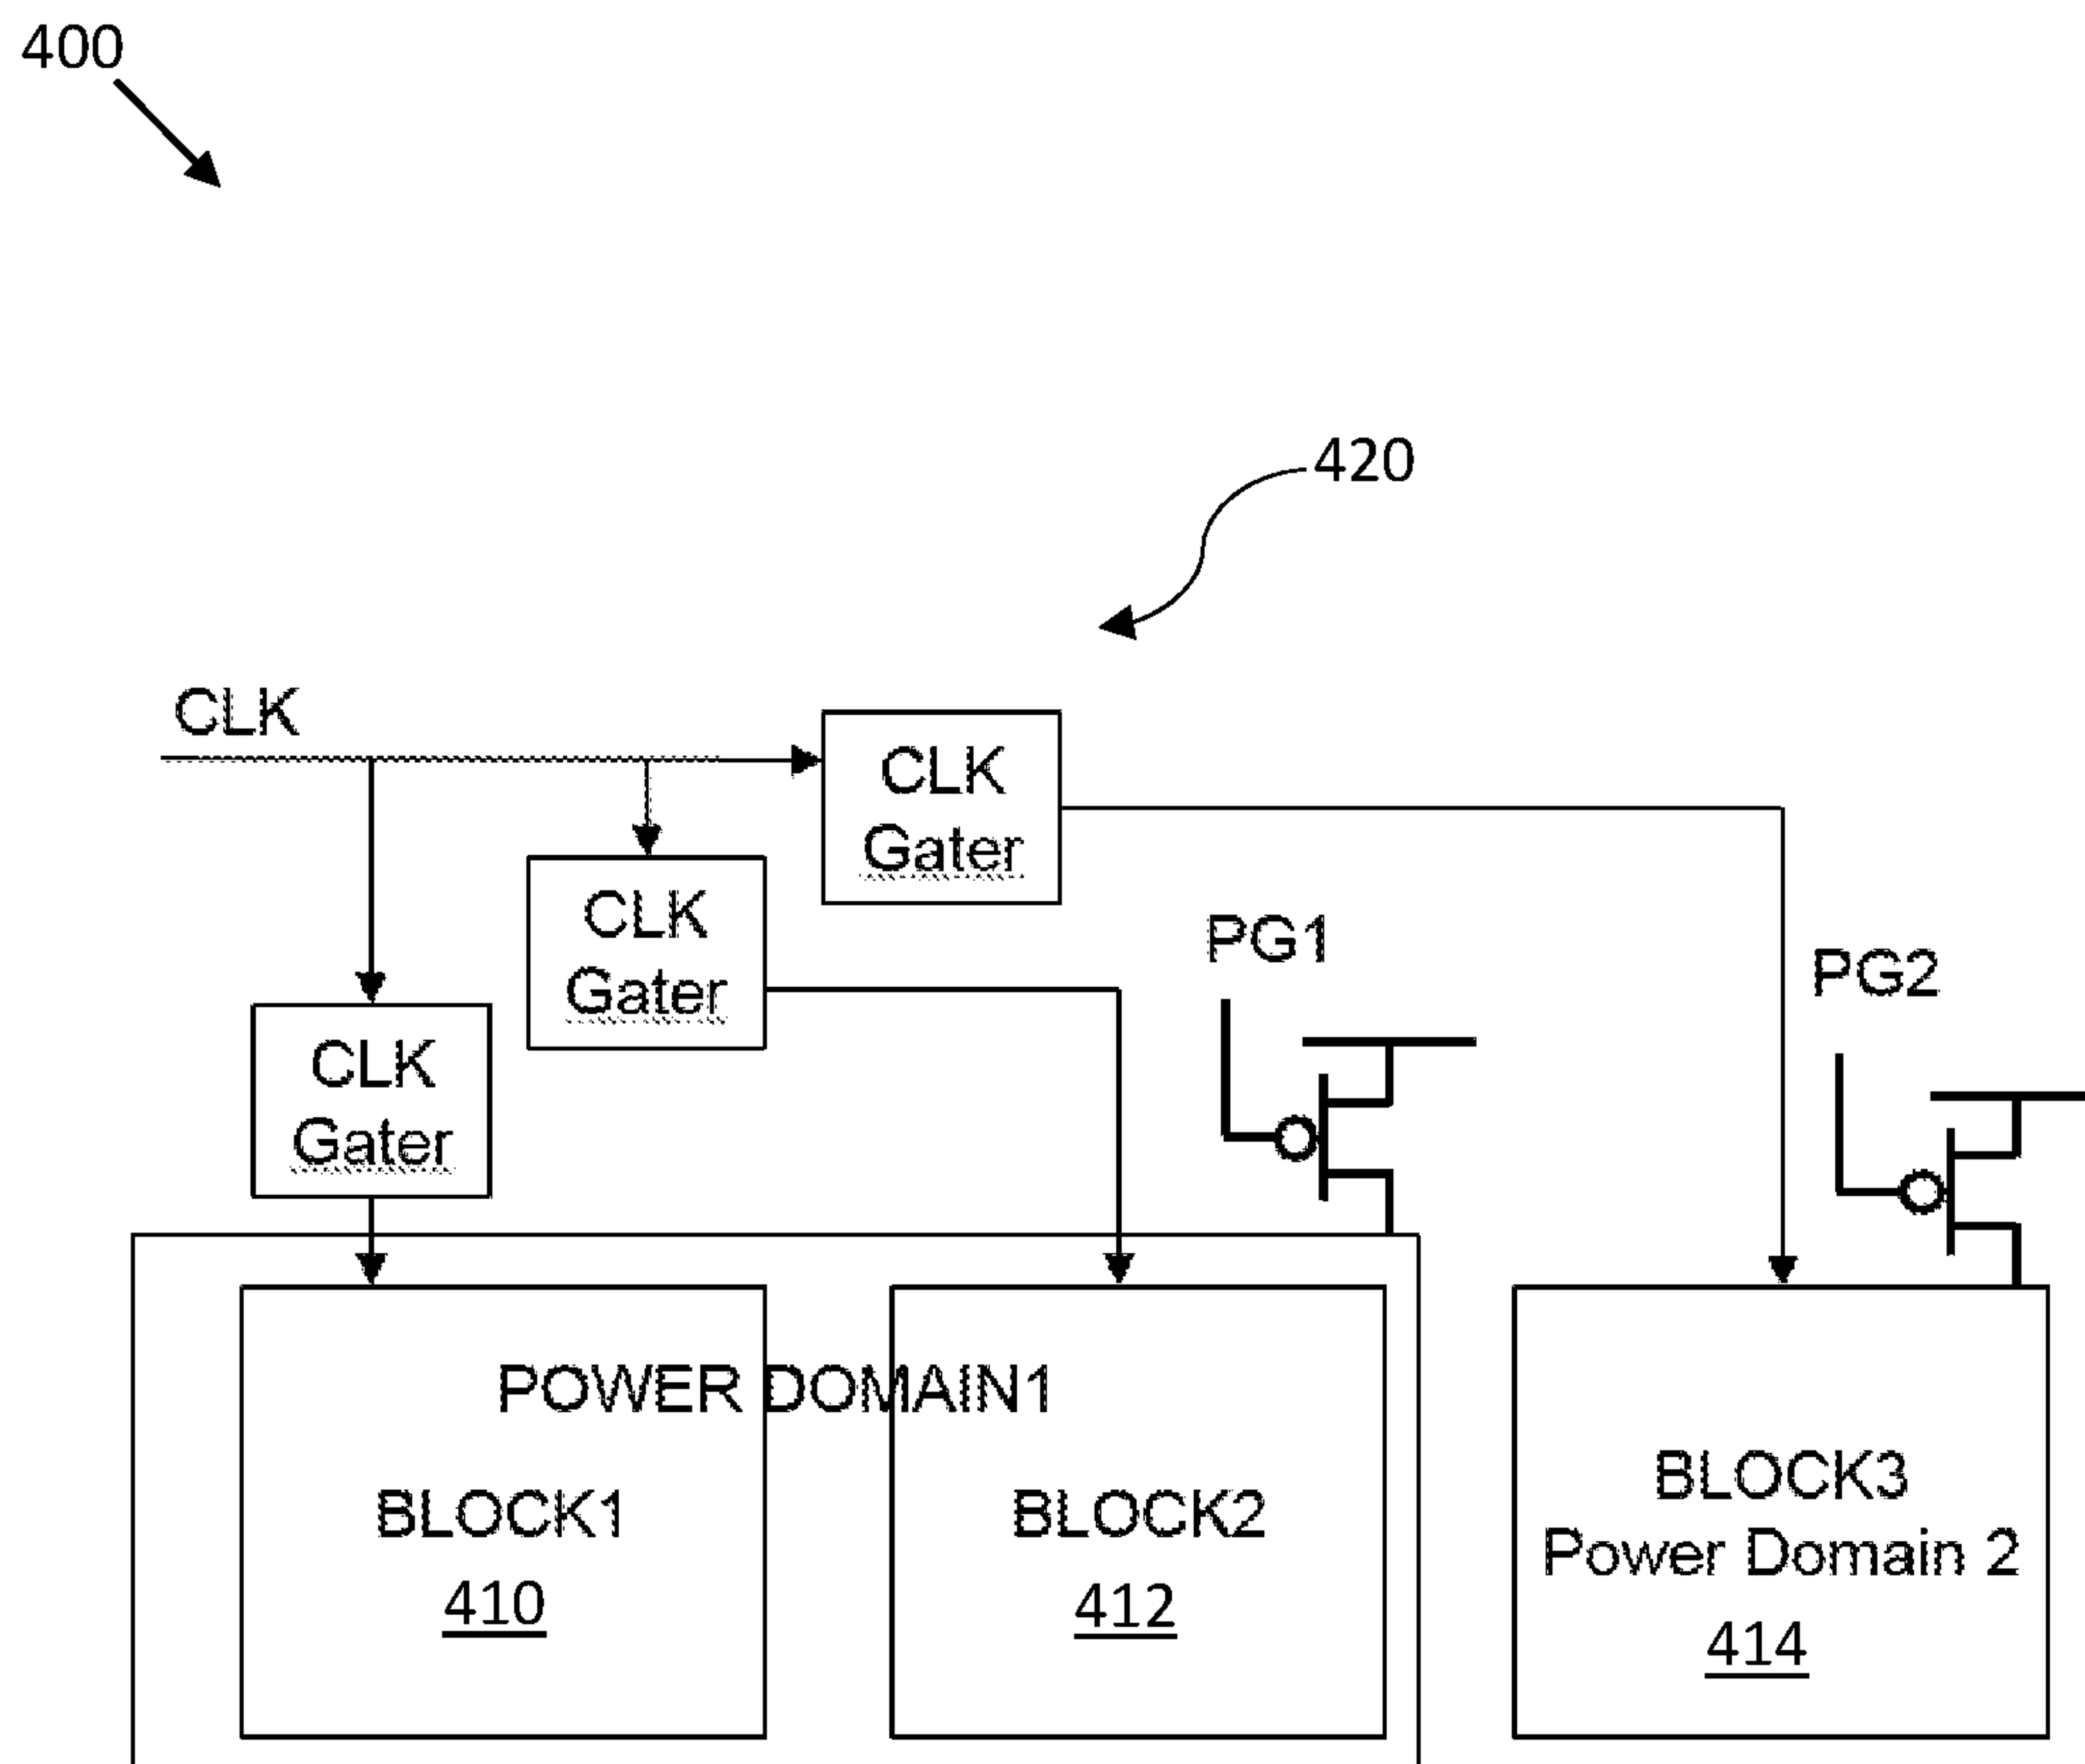 400
420
CLK
CLK
Gater
CLK
Gater
PG1
PG2
CLK
Gater
POWER DOMAIN1
BLOCK1
410
BLOCK2
412
BLOCK3
Power Domain 2
414